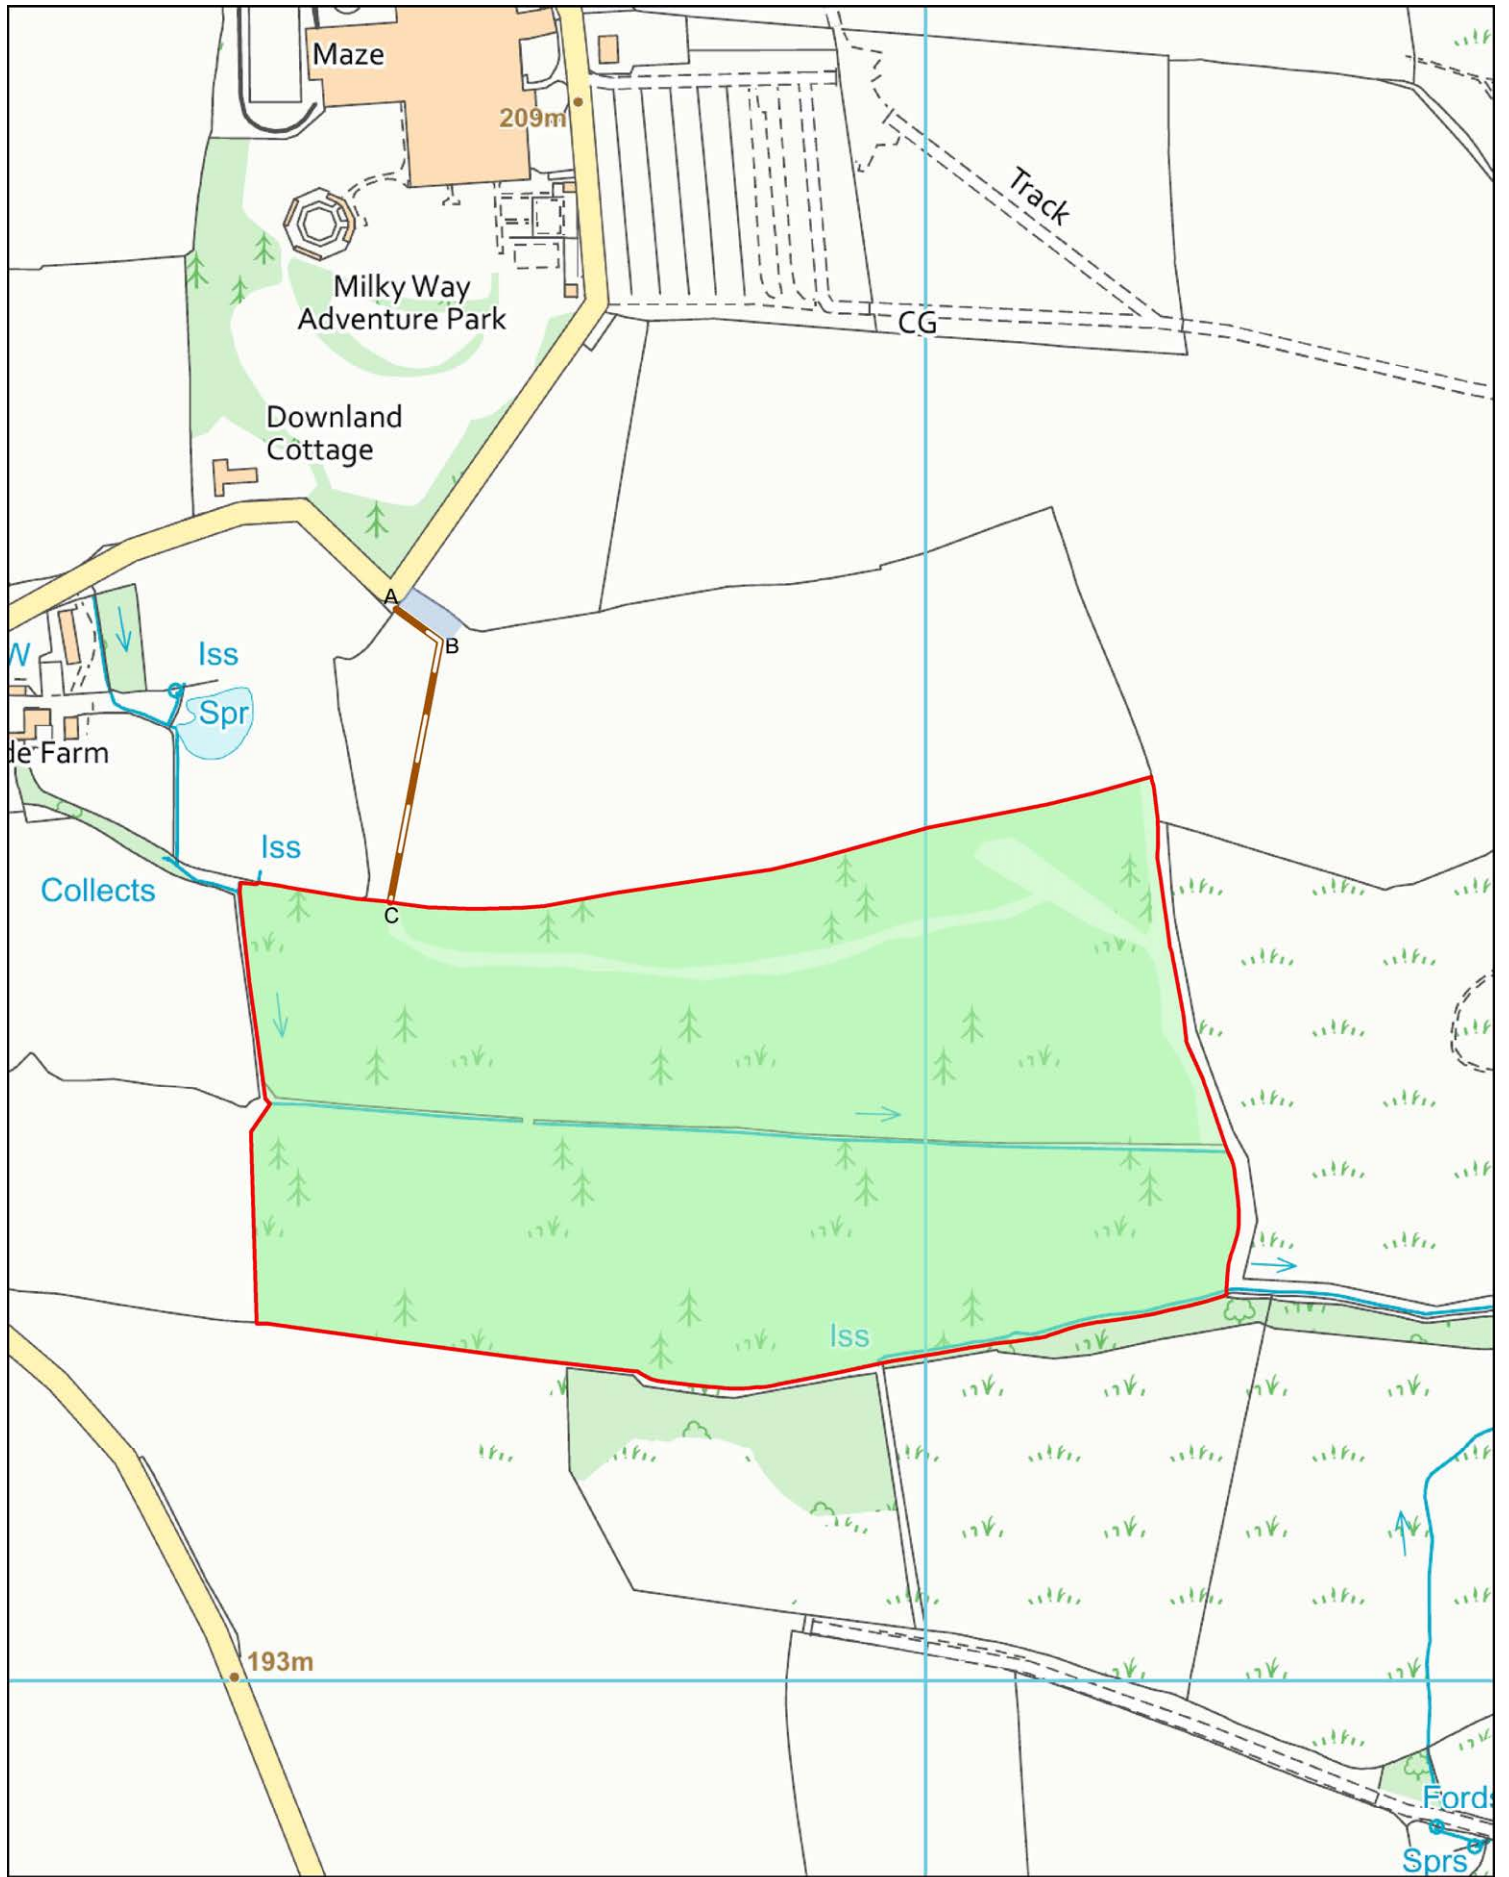 Maze
209m
Track
Milky Way
Adventure Park
CG
Downland
Cottage
A
B
W
Iss
Spr
de Farm
Iss
Collects
C
Iss
193m
Fords
Sprs